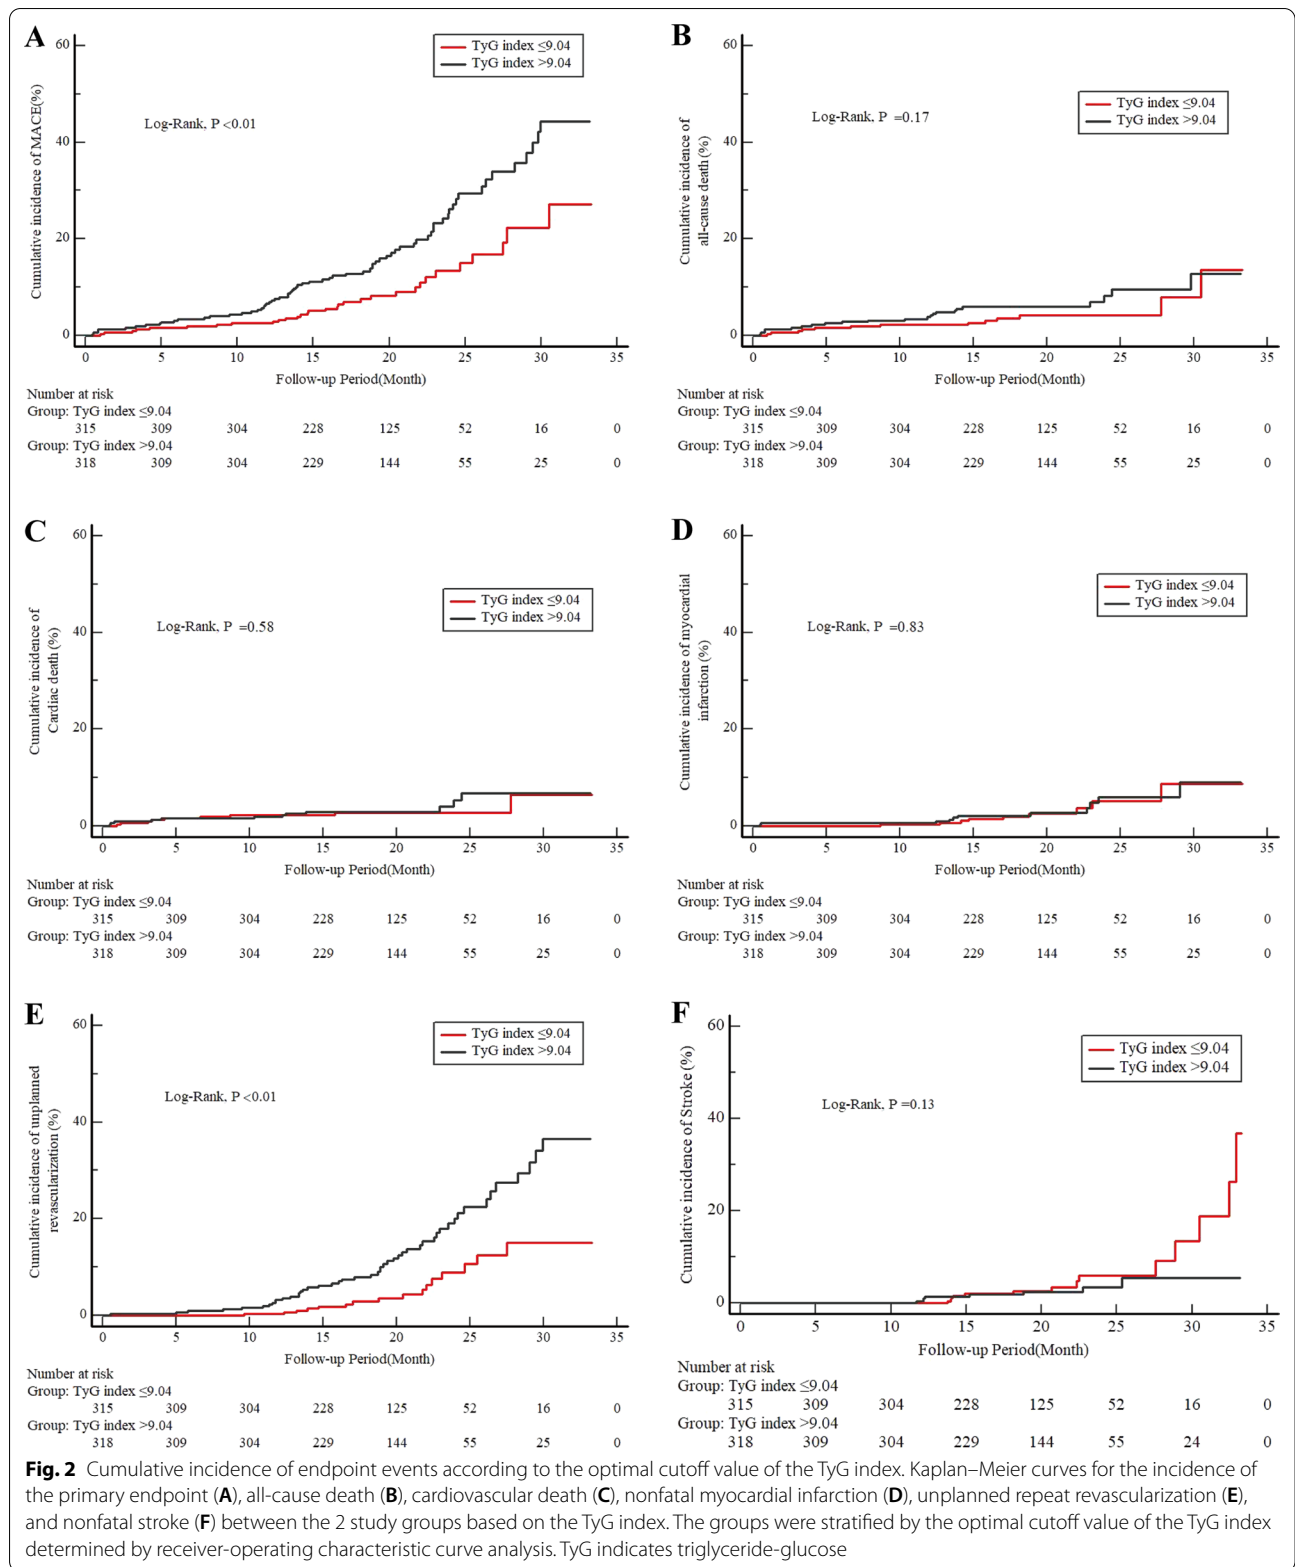 A
60
40
20
0
Cumulative incidence of MACE(%)
TyG index ≤9.04
TyG index >9.04
Log-Rank, P <0.01
0 5 10 15 20 25 30 35
Follow-up Period(Month)
Number at risk
Group: TyG index ≤9.04
315 309 304 228 125 52 16 0
Group: TyG index >9.04
318 309 304 229 144 55 25 0
B
60
40
20
0
Cumulative incidence of
all-cause death (%)
TyG index ≤9.04
TyG index >9.04
Log-Rank, P =0.17
0 5 10 15 20 25 30 35
Follow-up Period(Month)
Number at risk
Group: TyG index ≤9.04
315 309 304 228 125 52 16 0
Group: TyG index >9.04
318 309 304 229 144 55 25 0
C
60
40
20
0
Cumulative incidence of
Cardiac death (%)
TyG index ≤9.04
TyG index >9.04
Log-Rank, P =0.58
0 5 10 15 20 25 30 35
Follow-up Period(Month)
Number at risk
Group: TyG index ≤9.04
315 309 304 228 125 52 16 0
Group: TyG index >9.04
318 309 304 229 144 55 25 0
D
60
40
20
0
Cumulative incidence of myocardial
infarction (%)
TyG index ≤9.04
TyG index >9.04
Log-Rank, P =0.83
0 5 10 15 20 25 30 35
Follow-up Period(Month)
Number at risk
Group: TyG index ≤9.04
315 309 304 228 125 52 16 0
Group: TyG index >9.04
318 309 304 229 144 55 25 0
E
60
40
20
0
Cumulative incidence of unplanned
revascularization (%)
TyG index ≤9.04
TyG index >9.04
Log-Rank, P <0.01
0 5 10 15 20 25 30 35
Follow-up Period(Month)
Number at risk
Group: TyG index ≤9.04
315 309 304 228 125 52 16 0
Group: TyG index >9.04
318 309 304 229 144 55 25 0
F
60
40
20
0
Cumulative incidence of Stroke (%)
TyG index ≤9.04
TyG index >9.04
Log-Rank, P =0.13
0 5 10 15 20 25 30 35
Follow-up Period(Month)
Number at risk
Group: TyG index ≤9.04
315 309 304 228 125 52 16 0
Group: TyG index >9.04
318 309 304 229 144 55 24 0
Fig. 2 Cumulative incidence of endpoint events according to the optimal cutoff value of the TyG index. Kaplan–Meier curves for the incidence of
the primary endpoint (A), all-cause death (B), cardiovascular death (C), nonfatal myocardial infarction (D), unplanned repeat revascularization (E),
and nonfatal stroke (F) between the 2 study groups based on the TyG index. The groups were stratified by the optimal cutoff value of the TyG index
determined by receiver-operating characteristic curve analysis. TyG indicates triglyceride-glucose